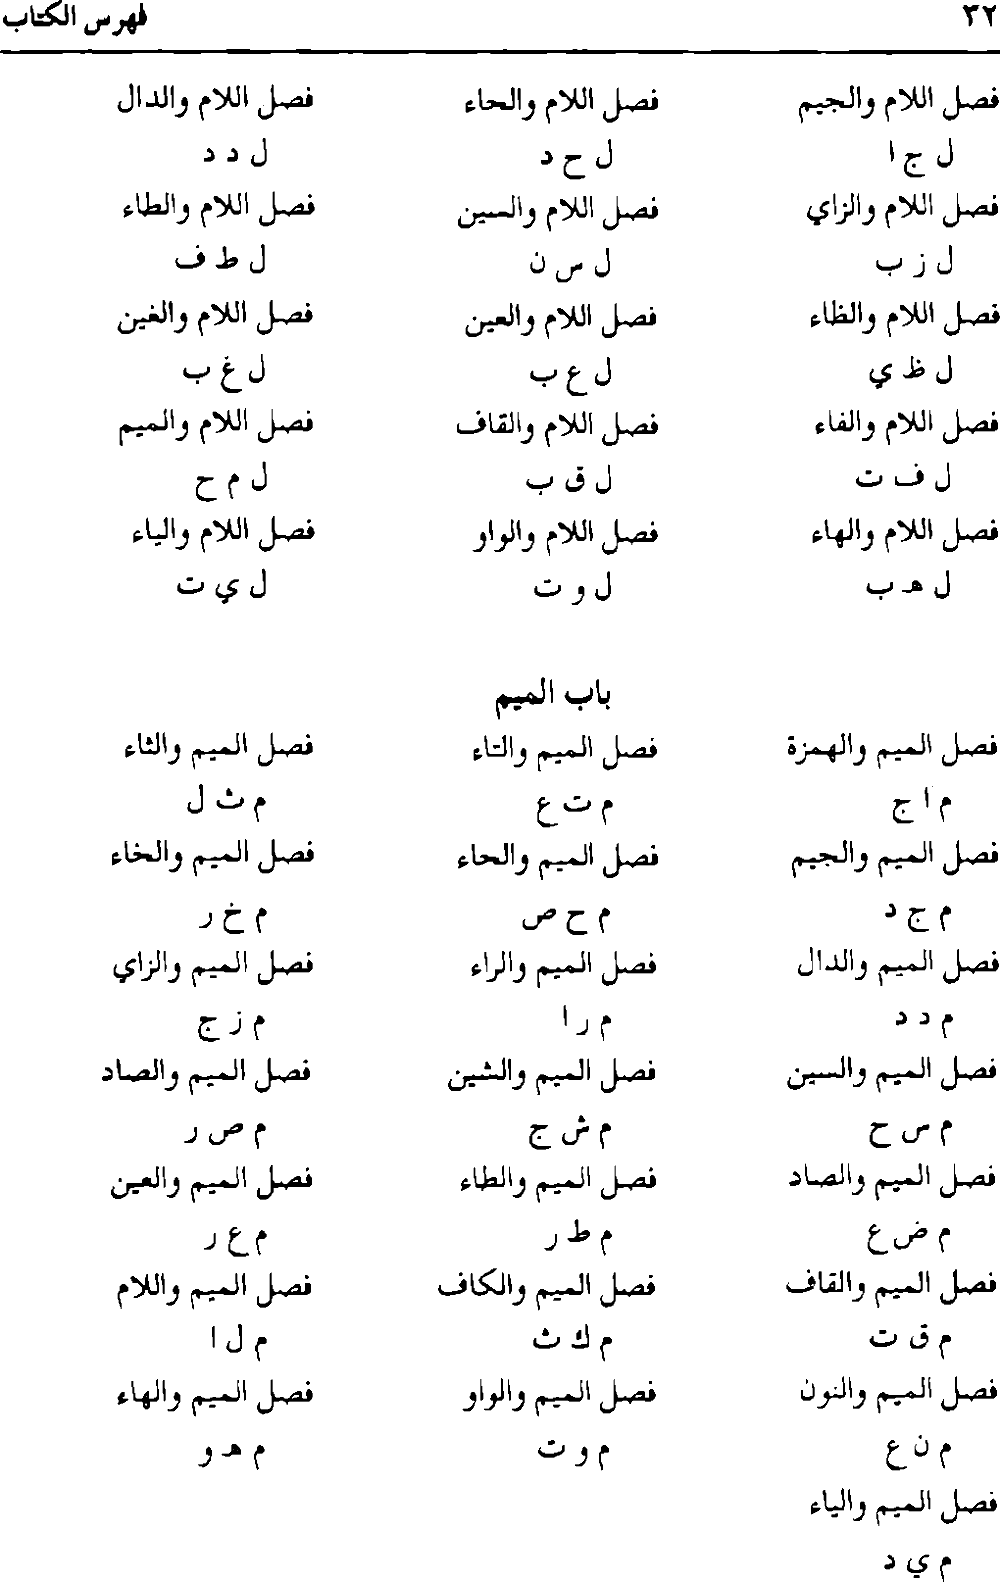 ٣٢ فهرس الكتاب
فصل اللام والجيم فصل اللام والحاء فصل اللام والدال
ل ج ا ل ح د ل د د
فصل اللام والزاي فصل اللام والسين فصل اللام والطاء
ل ز ب ل س ن ل ط ف
فصل اللام والظاء فصل اللام والعين فصل اللام والغين
ل ظ ي ل ع ب ل غ ب
فصل اللام والفاء فصل اللام والقاف فصل اللام والميم
ل ف ت ل ق ب ل م ح
فصل اللام والهاء فصل اللام والواو فصل اللام والياء
ل هـ ب ل و ت ل ي ت
باب الميم
فصل الميم والهمزة فصل الميم والتاء فصل الميم والثاء
م ا ج م ت ع م ث ل
فصل الميم والجيم فصل الميم والحاء فصل الميم والخاء
م ج د م ح ص م خ ر
فصل الميم والدال فصل الميم والراء فصل الميم والزاي
م د د م ر ا م ز ج
فصل الميم والسين فصل الميم والشين فصل الميم والصاد
م س ح م ش ج م ص ر
فصل الميم والصاد فصل الميم والطاء فصل الميم والعين
م ض ع م ط ر م ع ر
فصل الميم والقاف فصل الميم والكاف فصل الميم واللام
م ق ت م ك ث م ل ا
فصل الميم والنون فصل الميم والواو فصل الميم والهاء
م ن ع م و ت م هـ و
فصل الميم والياء
م ي د